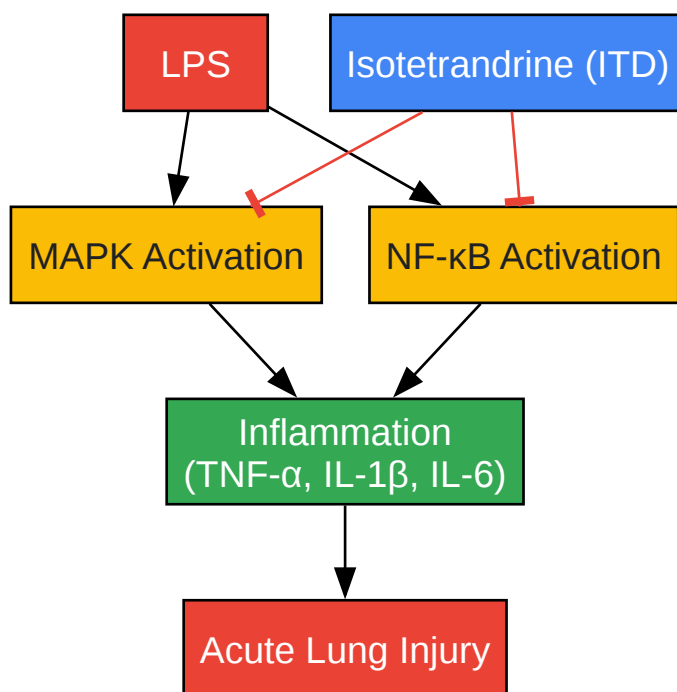 LPS
Isotetrandrine (ITD)
MAPK Activation
NF-κB Activation
Inflammation
(TNF-α, IL-1β, IL-6)
Acute Lung Injury